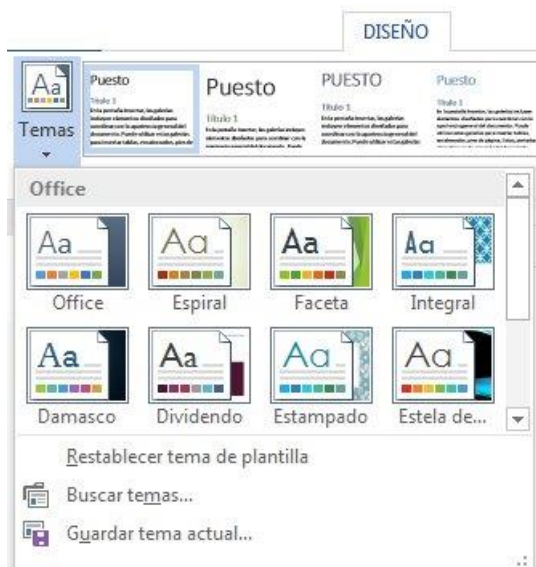 DISEÑO
Aa
Temas
Puesto
Título 1
Puesto
Título 1
PUESTO
Título 1
Puesto
Título 1
Office
Aa Aa Aa Aa
Office Espiral Faceta Integral
Aa Aa Aa Aa
Damasco Dividendo Estampado Estela de...
Restablecer tema de plantilla
Buscar temas...
Guardar tema actual...